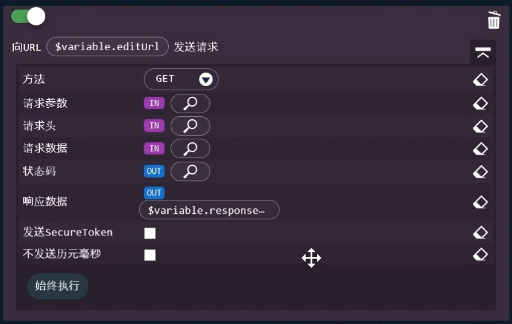 向URL $variable.editUrl 发送请求
方法 GET
请求参数 IN
请求头 IN
请求数据 IN
状态码 OUT
响应数据 OUT
$variable.response…
发送SecureToken
不发送历元毫秒
始终执行